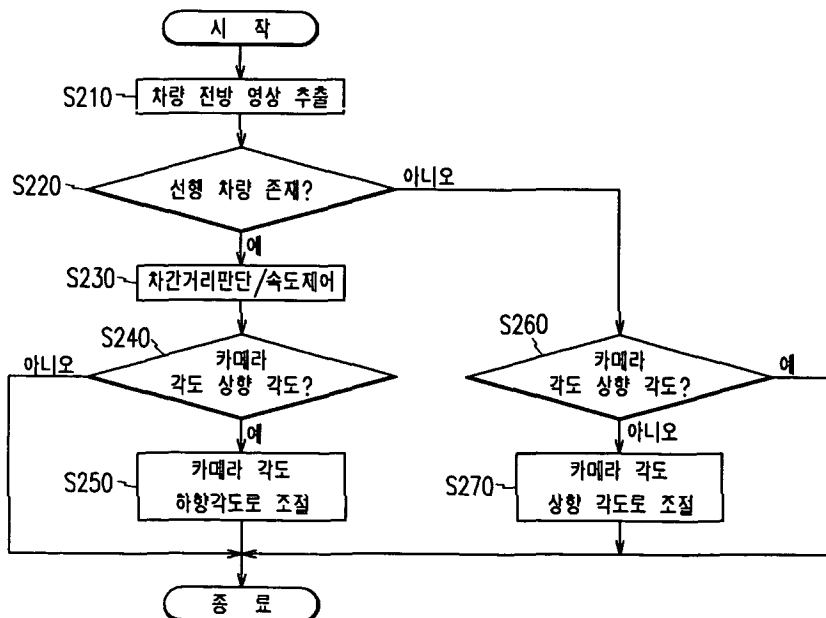 시 작
S210
차량 전방 영상 추출
S220
선행 차량 존재?
아니오
예
S230
차간거리판단/속도제어
S240
아니오
카메라
각도 상향 각도?
예
S260
카메라
각도 상향 각도?
예
아니오
S250
카메라 각도
하향각도로 조절
S270
카메라 각도
상향 각도로 조절
종 료